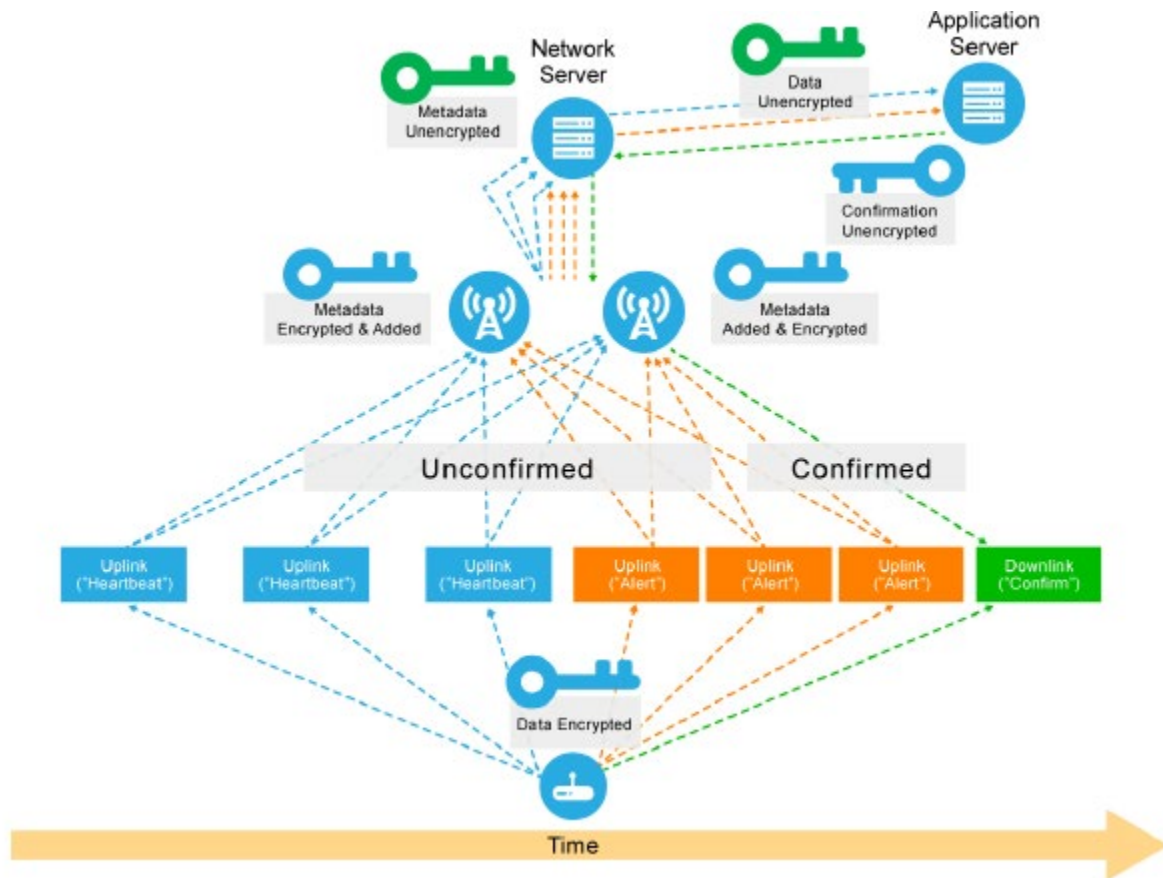 Network
Server
Application
Server
Metadata
Unencrypted
Data
Unencrypted
Confirmation
Unencrypted
Metadata
Encrypted & Added
Metadata
Added & Encrypted
Unconfirmed
Confirmed
Uplink
("Heartbeat")
Uplink
("Heartbeat")
Uplink
("Heartbeat")
Uplink
("Alert")
Uplink
("Alert")
Uplink
("Alert")
Downlink
("Confirm")
Data Encrypted
Time